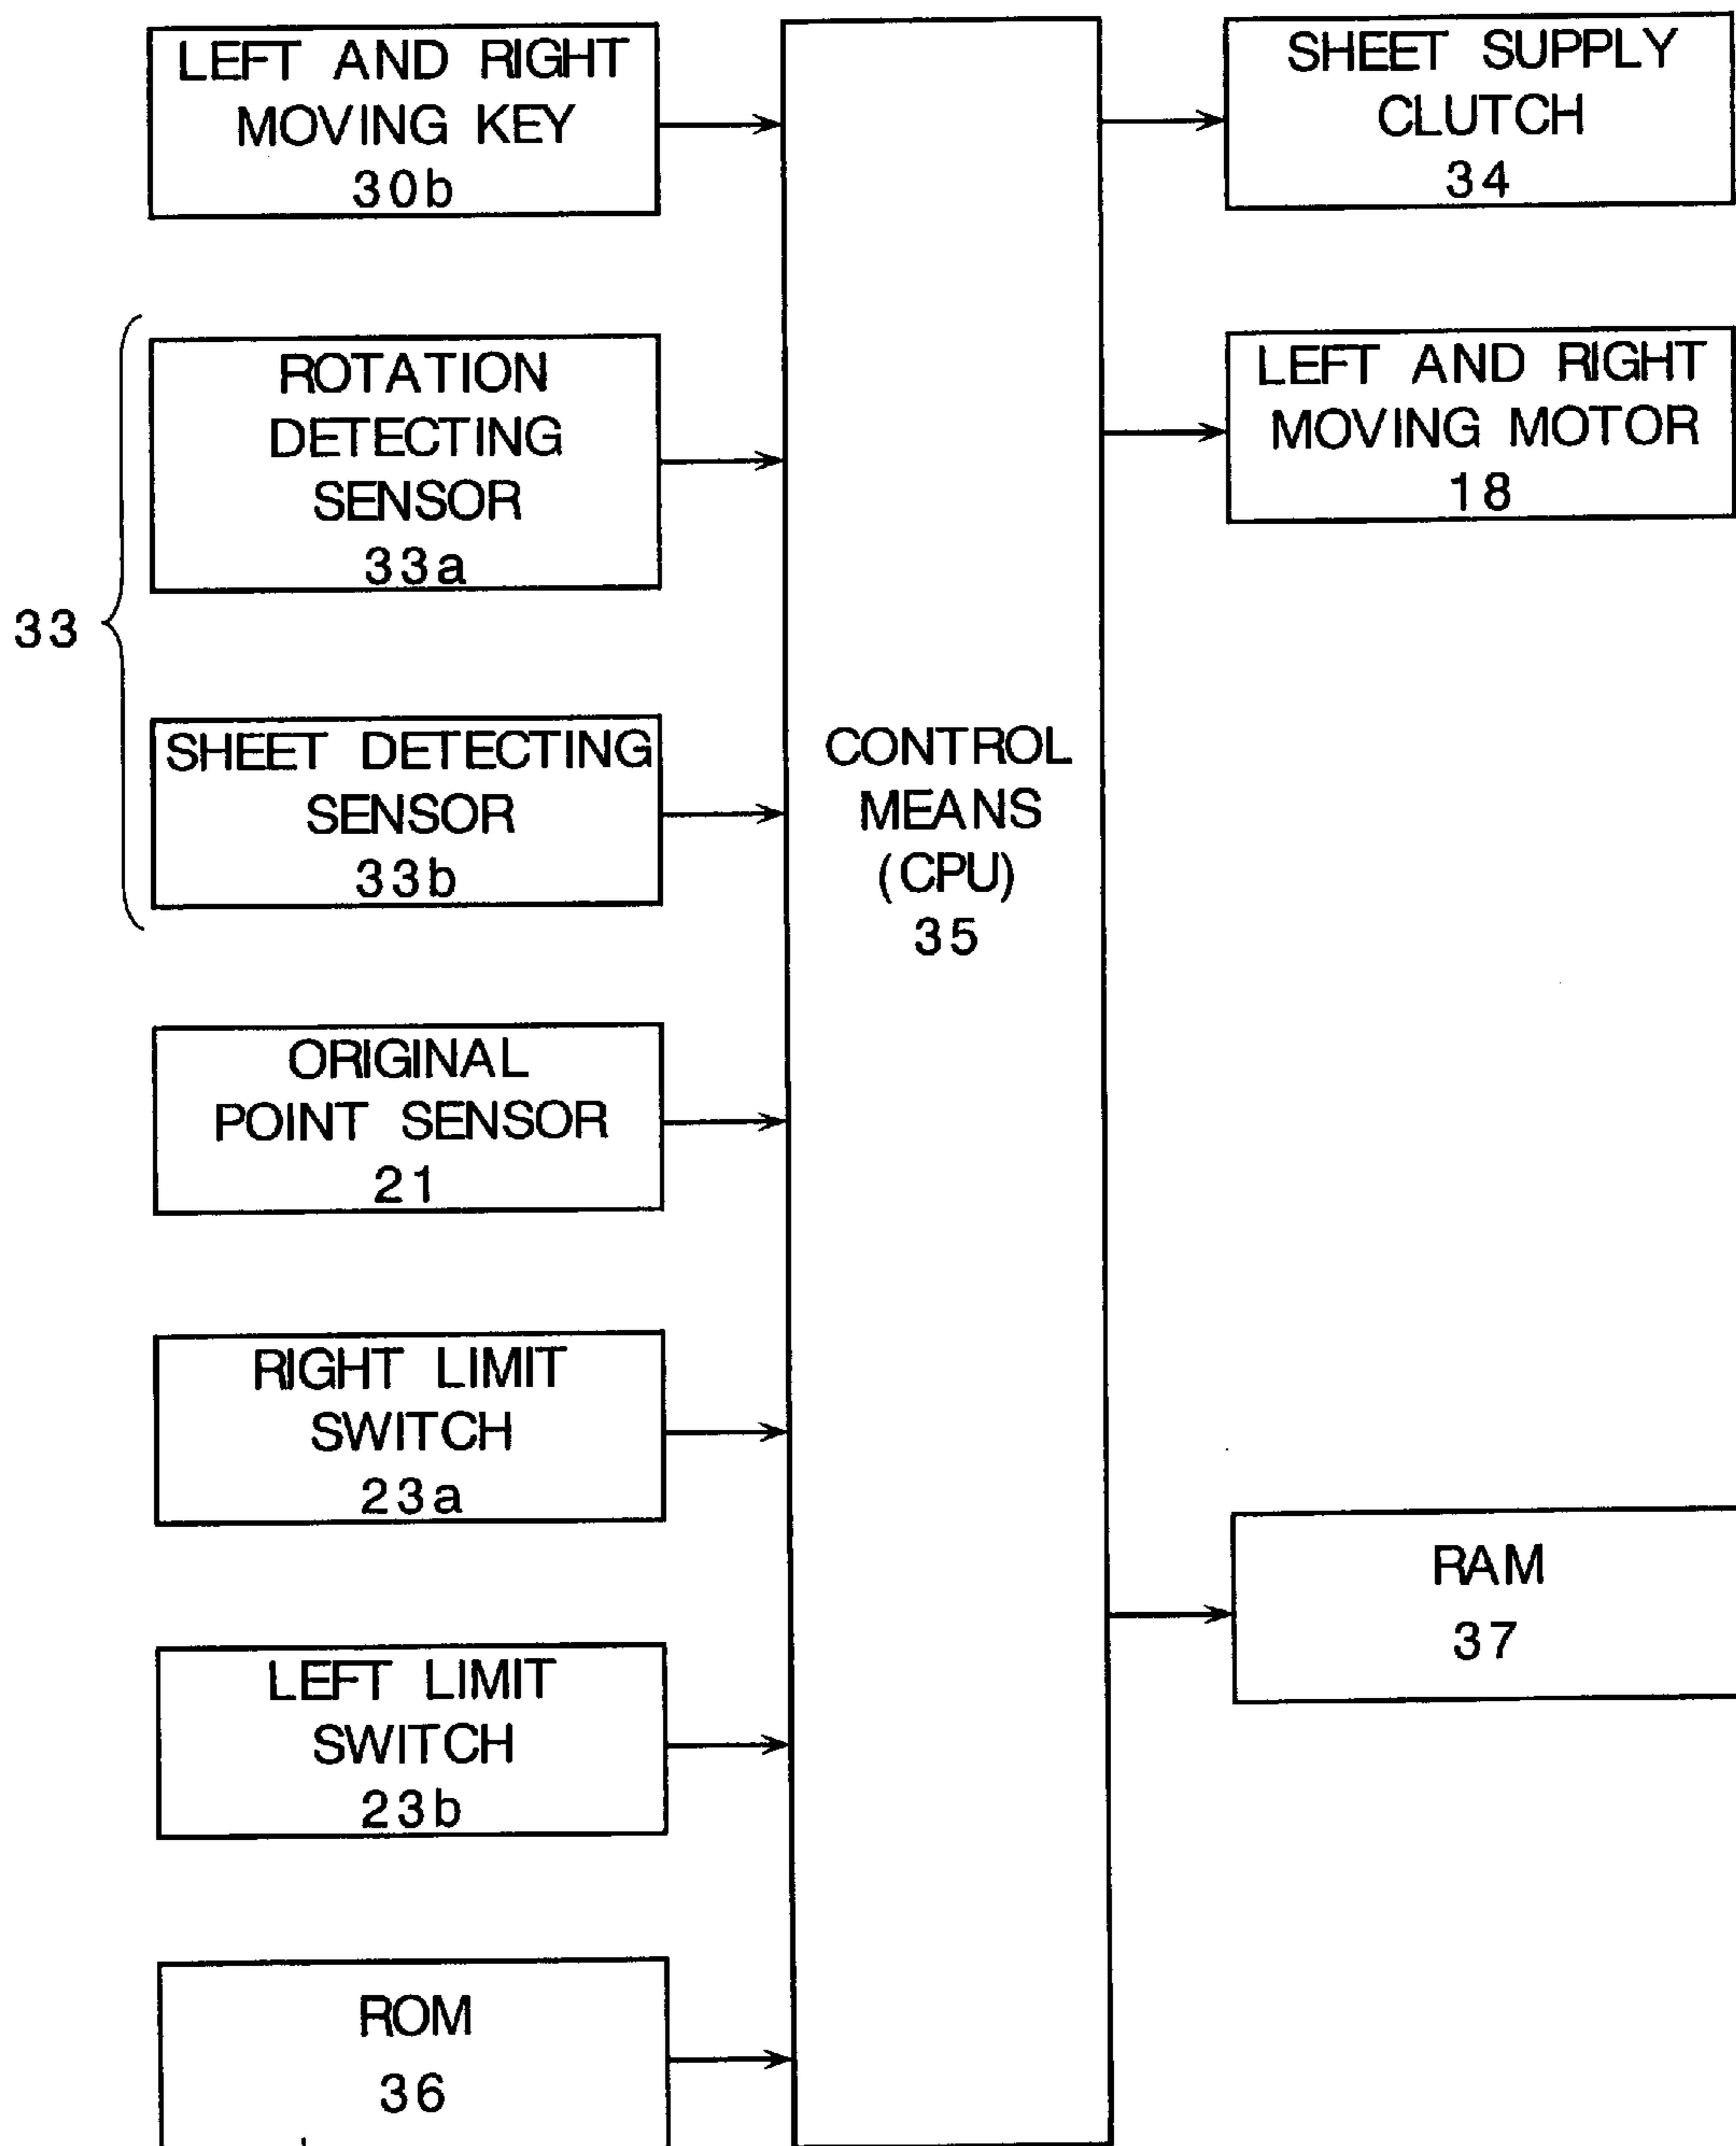 LEFT AND RIGHT
MOVING KEY
30b
33
ROTATION
DETECTING
SENSOR
33a
SHEET DETECTING
SENSOR
33b
ORIGINAL
POINT SENSOR
21
RIGHT LIMIT
SWITCH
23a
LEFT LIMIT
SWITCH
23b
ROM
36
CONTROL
MEANS
(CPU)
35
SHEET SUPPLY
CLUTCH
34
LEFT AND RIGHT
MOVING MOTOR
18
RAM
37